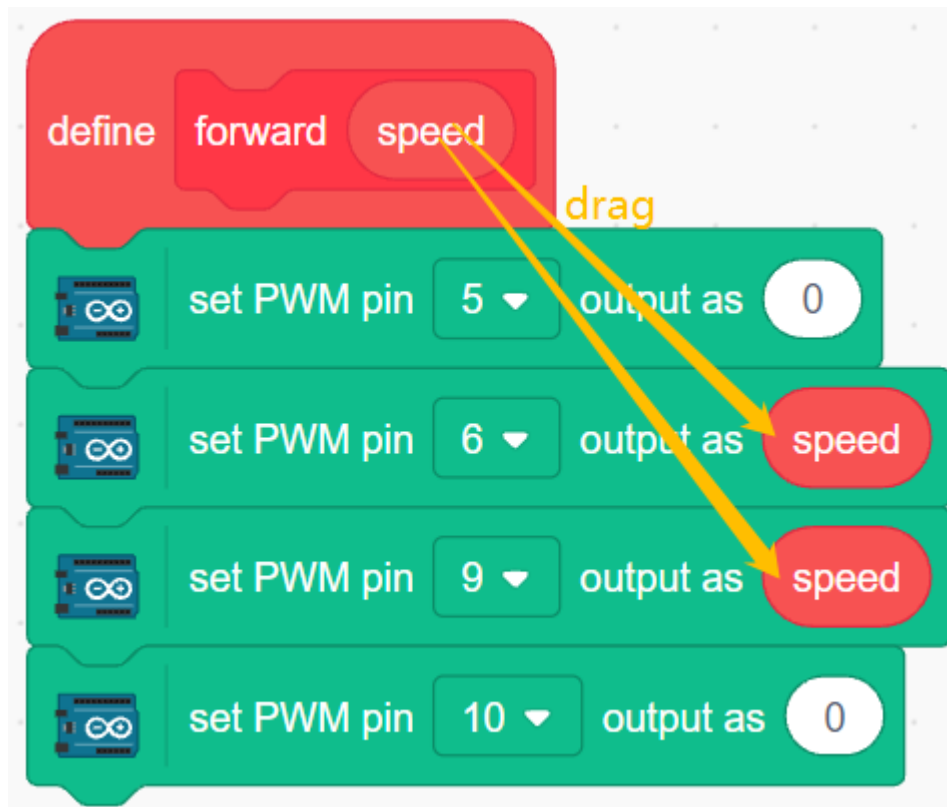 define forward speed
drag
set PWM pin 5 output as 0
set PWM pin 6 output as speed
set PWM pin 9 output as speed
set PWM pin 10 output as 0